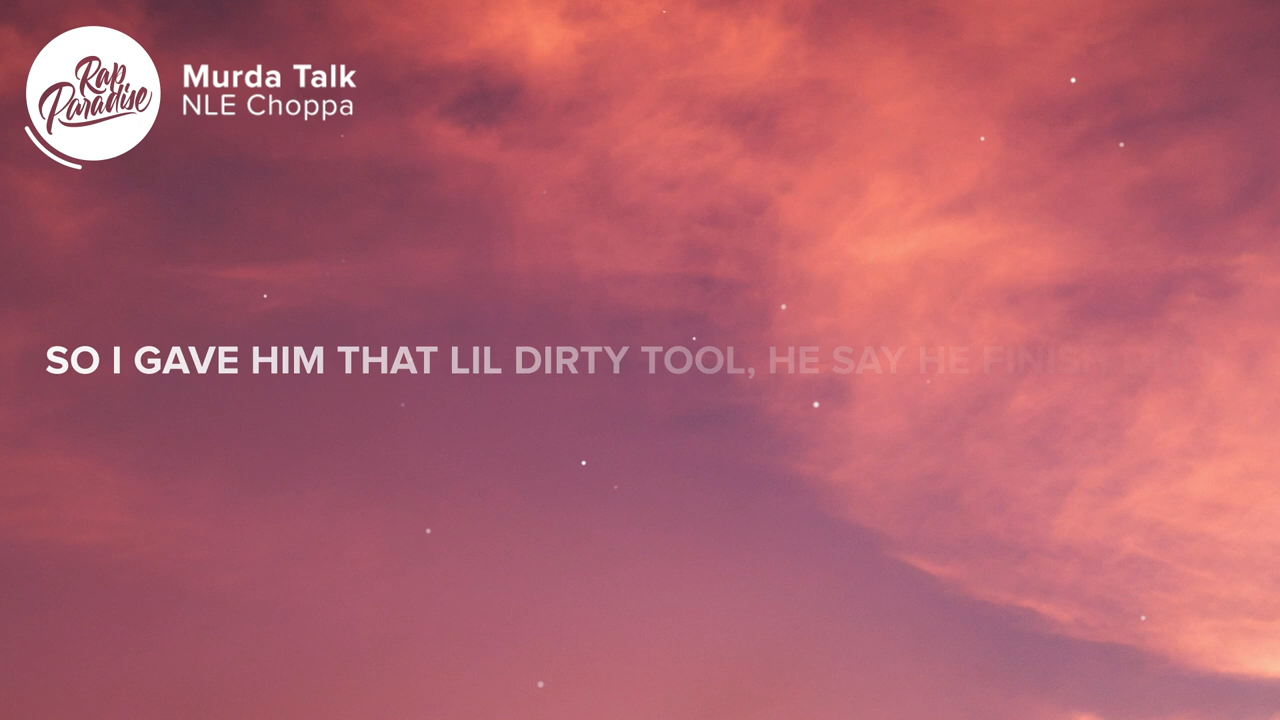 Rap
Paradise
Murda Talk
NLE Choppa
SO I GAVE HIM THAT LIL DIRTY TOOL, HE SAY HE FINISH